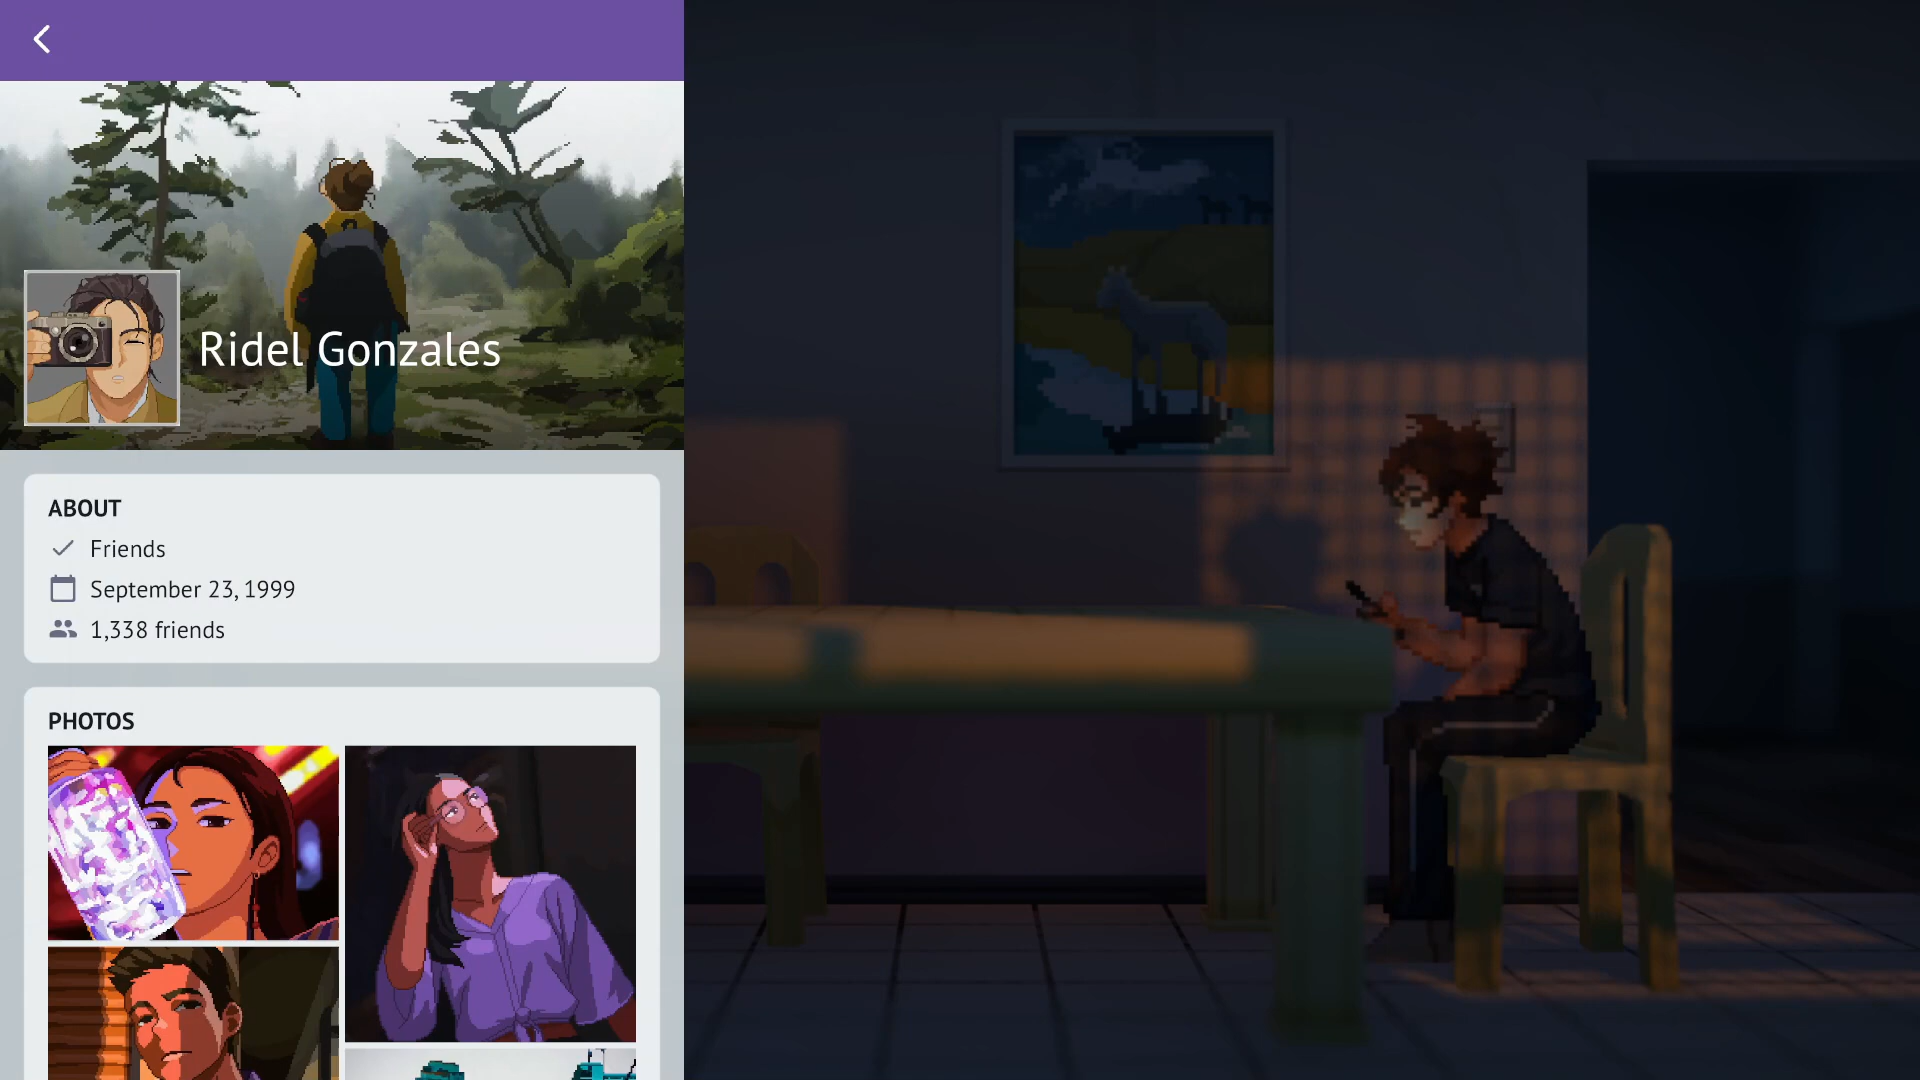 Ridel Gonzales
ABOUT
Friends
September 23, 1999
1,338 friends
PHOTOS